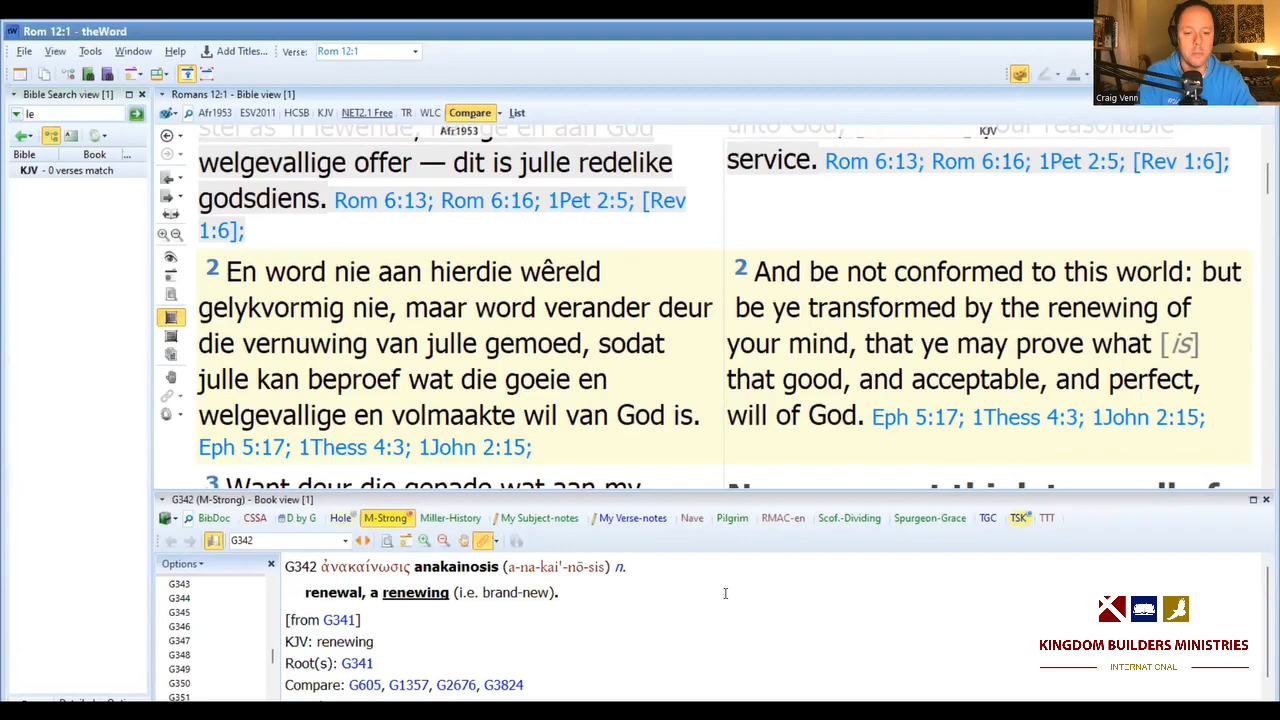 Rom 12:1 - theWord
File View Tools Window Help Add Titles... Verse: Rom 12:1
Craig Venn
Bible Search view [1]
le
Bible Book ...
KJV - 0 verses match
Romans 12:1 - Bible view [1]
Afr1953 ESV2011 HCSB KJV NET2.1 Free TR WLC Compare List
Afr1953
welgevallige offer — dit is julle redelike
godsdiens. Rom 6:13; Rom 6:16; 1Pet 2:5; [Rev
1:6];
2 En word nie aan hierdie wêreld
gelykvormig nie, maar word verander deur
die vernuwing van julle gemoed, sodat
julle kan beproef wat die goeie en
welgevallige en volmaakte wil van God is.
Eph 5:17; 1Thess 4:3; 1John 2:15;
3 Want deur die genade wat aan my
KJV
service. Rom 6:13; Rom 6:16; 1Pet 2:5; [Rev 1:6];
2 And be not conformed to this world: but
be ye transformed by the renewing of
your mind, that ye may prove what [is]
that good, and acceptable, and perfect,
will of God. Eph 5:17; 1Thess 4:3; 1John 2:15;
G342 (M-Strong) - Book view [1]
BibDoc CSSA D by G Hole M-Strong Miller-History My Subject-notes My Verse-notes Nave Pilgrim RMAC-en Scof.-Dividing Spurgeon-Grace TGC TSK TTT
G342
Options
G343
G344
G345
G346
G347
G348
G349
G350
G351
G342 ἀνακαίνωσις anakainosis (a-na-kai'-nō-sis) n.
renewal, a renewing (i.e. brand-new).
[from G341]
KJV: renewing
Root(s): G341
Compare: G605, G1357, G2676, G3824
KINGDOM BUILDERS MINISTRIES
INTERNATIONAL